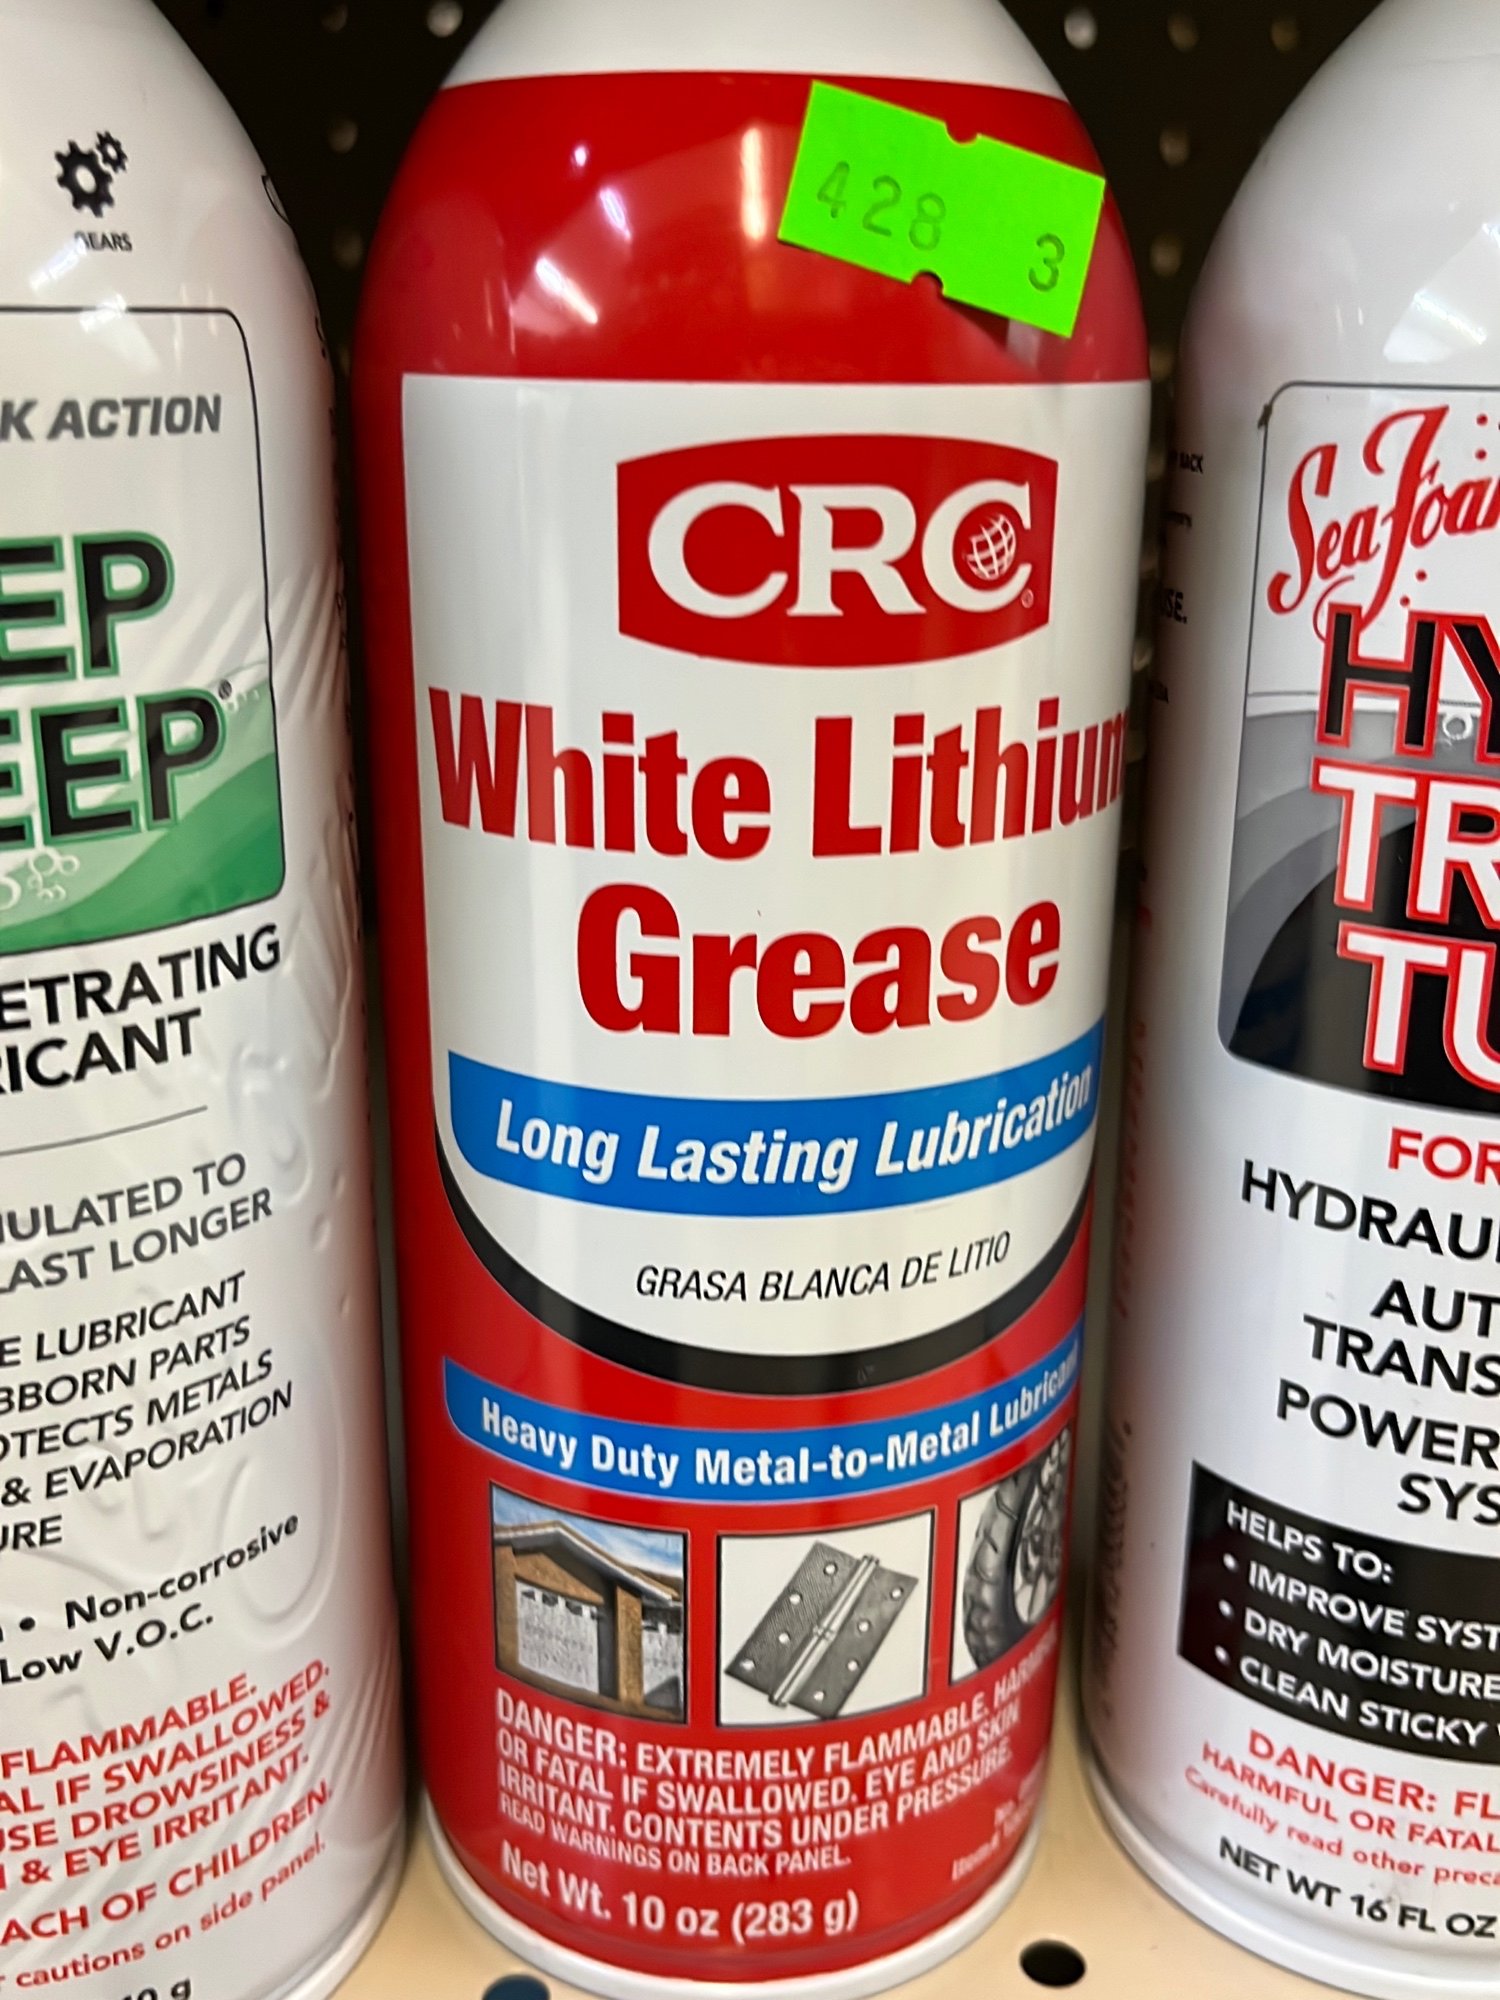 GEARS
K ACTION
EP
EEP®
ETRATING
RICANT
MULATED TO
LAST LONGER
E LUBRICANT
BBORN PARTS
OTECTS METALS
& EVAPORATION
URE
• Non-corrosive
Low V.O.C.
FLAMMABLE.
AL IF SWALLOWED.
USE DROWSINESS &
& EYE IRRITANT.
ACH OF CHILDREN.
cautions on side panel.
0 g
428 3
CRC®
White Lithium
Grease
Long Lasting Lubrication
GRASA BLANCA DE LITIO
Heavy Duty Metal-to-Metal Lubricant
DANGER: EXTREMELY FLAMMABLE. HARMFUL
OR FATAL IF SWALLOWED. EYE AND SKIN
IRRITANT. CONTENTS UNDER PRESSURE.
READ WARNINGS ON BACK PANEL.
Net Wt. 10 oz (283 g)
Sea Foam
HY
TR
TU
FOR
HYDRAUL
AUT
TRANS
POWER
SYS
HELPS TO:
• IMPROVE SYST
• DRY MOISTURE
• CLEAN STICKY
DANGER: FL
HARMFUL OR FATAL
Carefully read other preca
NET WT 16 FL OZ